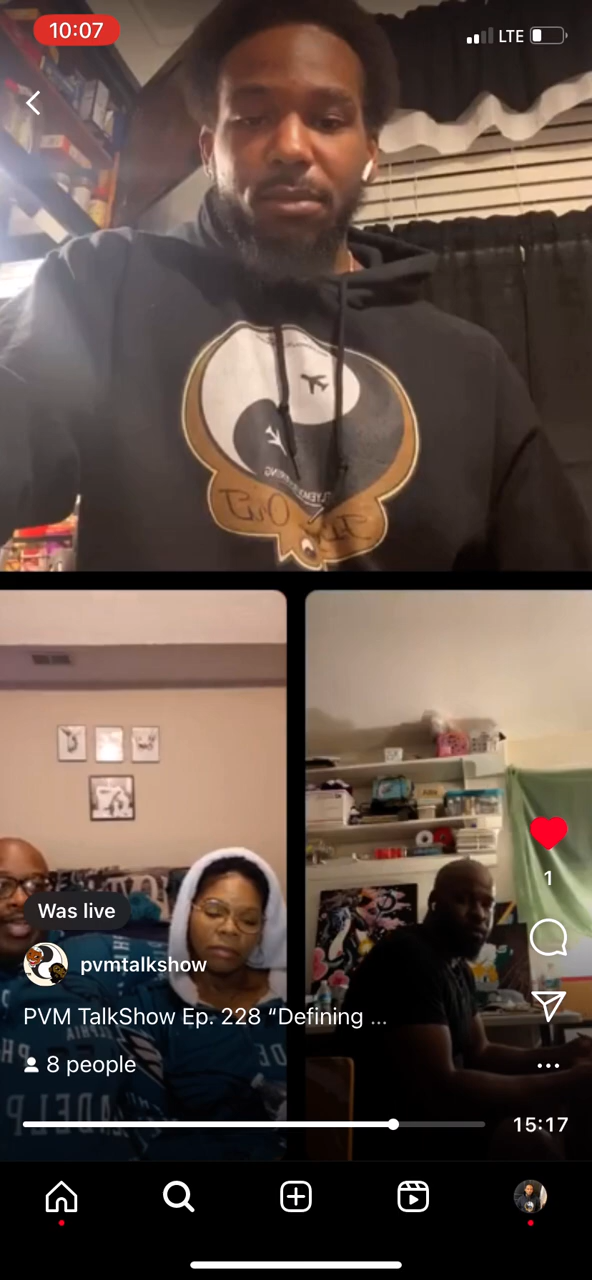 10:07
LTE
Was live
pvmtalkshow
PVM TalkShow Ep. 228 “Defining ...
8 people
1
15:17